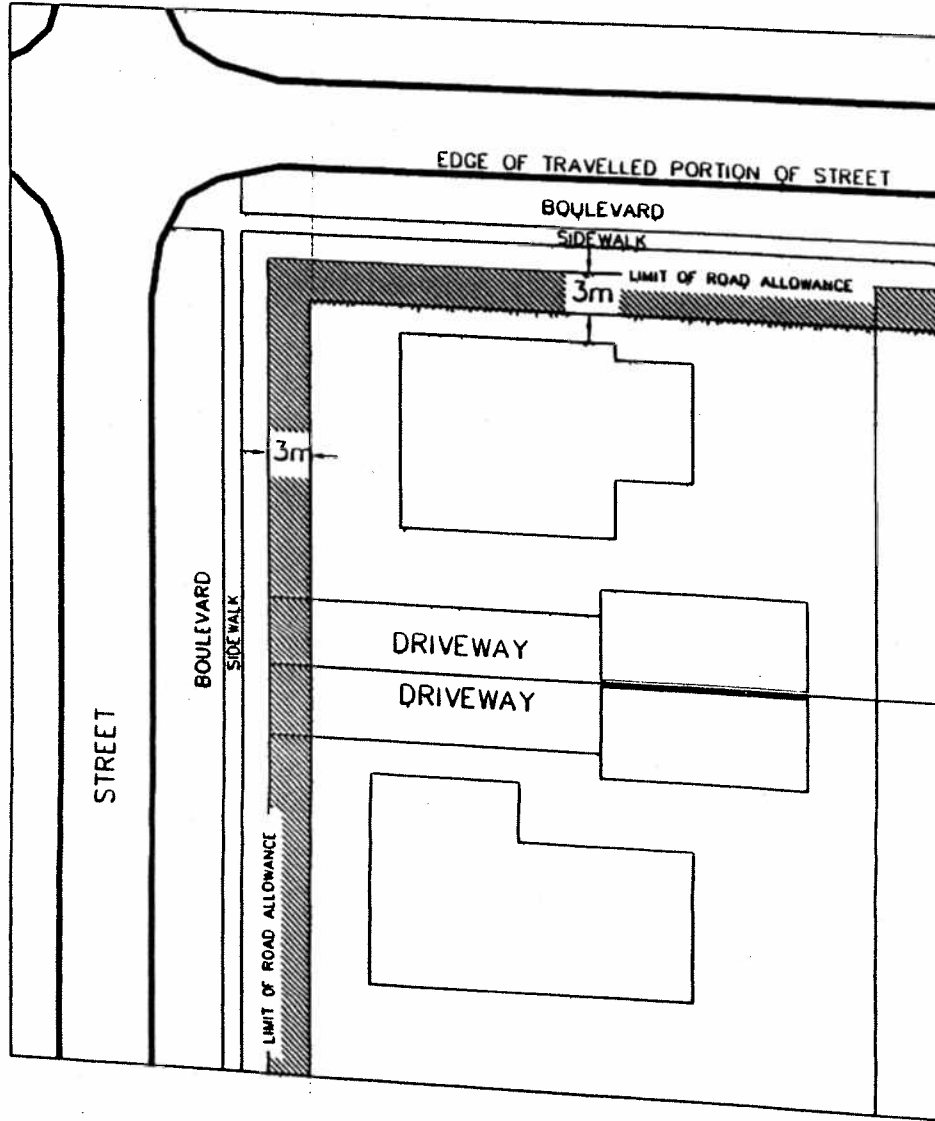 EDGE OF TRAVELLED PORTION OF STREET
BOULEVARD
SIDEWALK
LIMIT OF ROAD ALLOWANCE
3m
3m
BOULEVARD
SIDEWALK
DRIVEWAY
DRIVEWAY
STREET
LIMIT OF ROAD ALLOWANCE